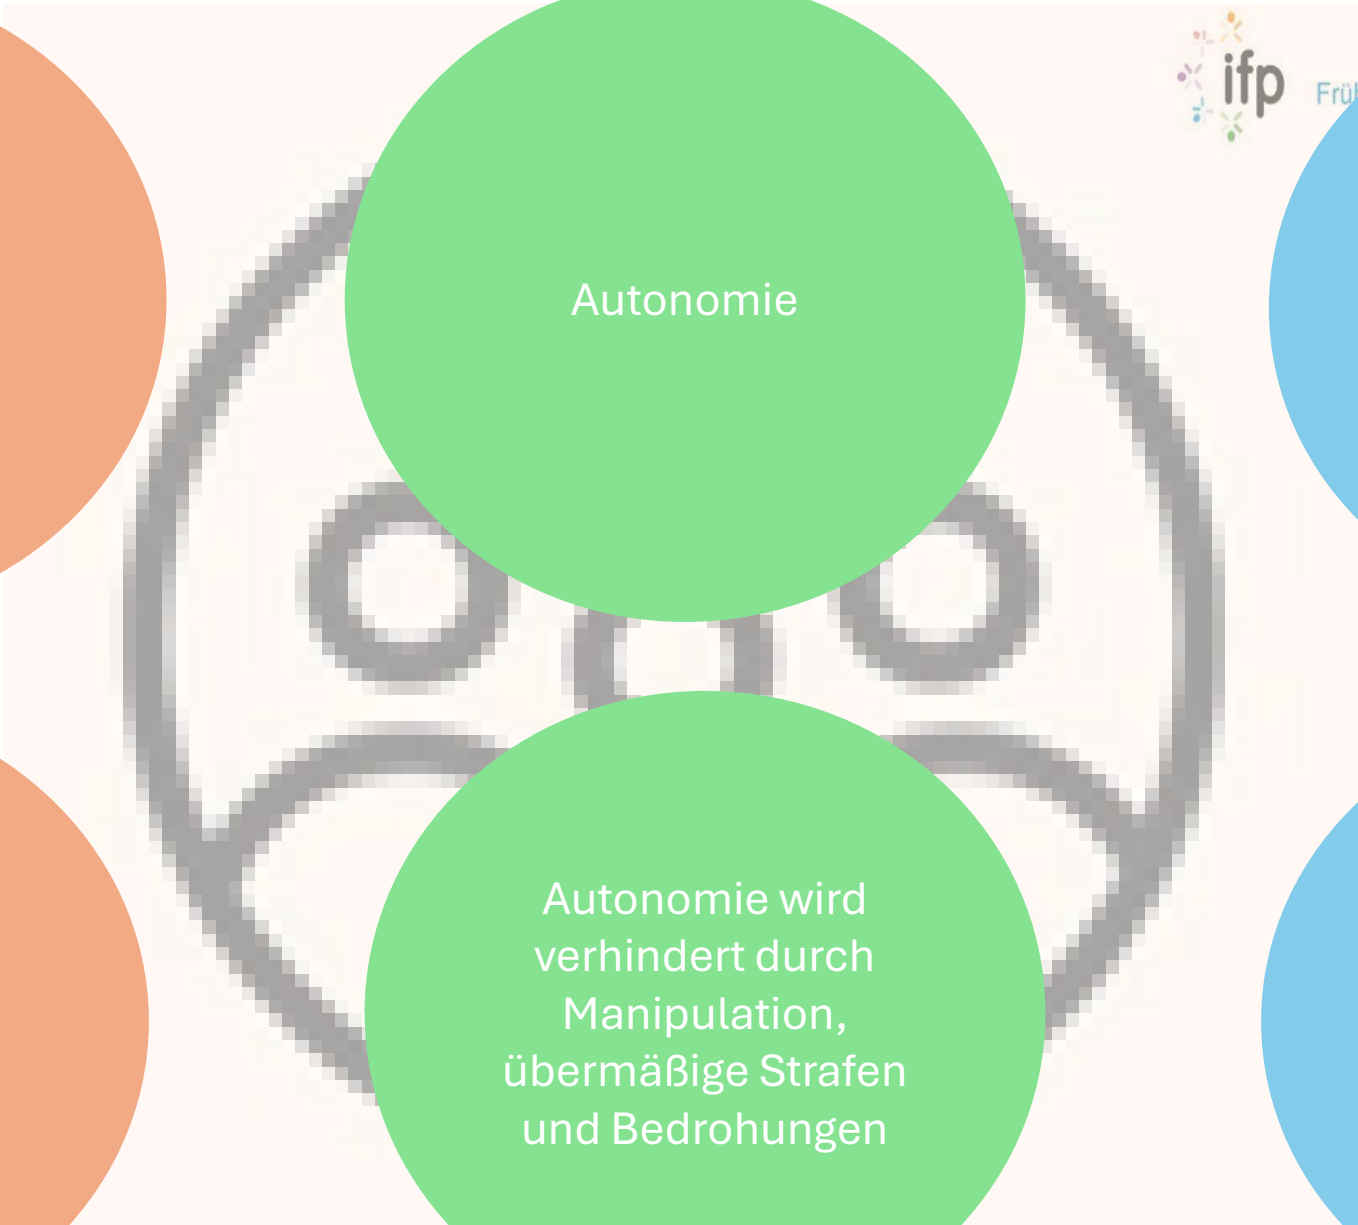 ifp
Autonomie
Autonomie wird
verhindert durch
Manipulation,
übermäßige Strafen
und Bedrohungen